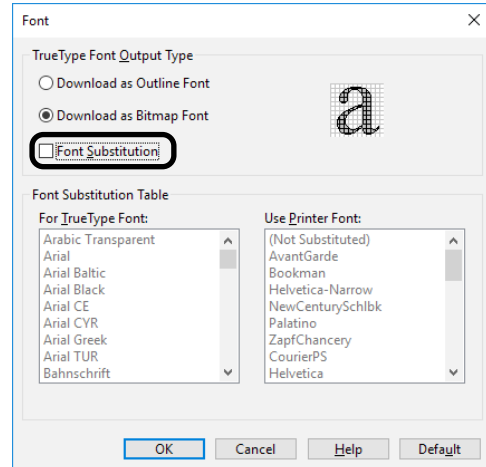 Font
TrueType Font Output Type
Download as Outline Font
Download as Bitmap Font
Font Substitution
a
Font Substitution Table
For TrueType Font:
Arabic Transparent
Arial
Arial Baltic
Arial Black
Arial CE
Arial CYR
Arial Greek
Arial TUR
Bahnschrift
Use Printer Font:
(Not Substituted)
AvantGarde
Bookman
Helvetica-Narrow
NewCenturySchlbk
Palatino
ZapfChancery
CourierPS
Helvetica
OK Cancel Help Default